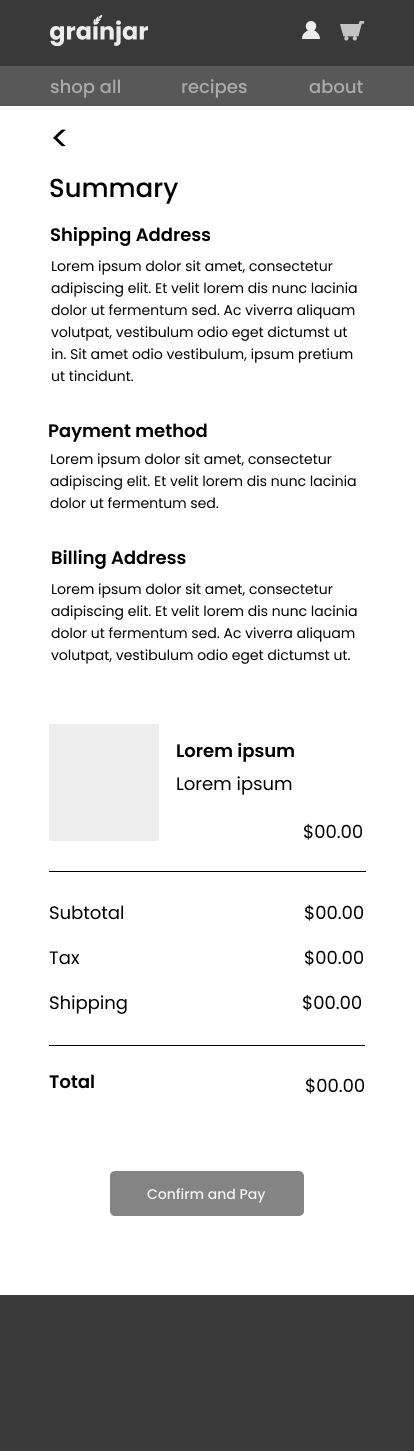 grainjar
shop all recipes about
<
Summary
Shipping Address
Lorem ipsum dolor sit amet, consectetur
adipiscing elit. Et velit lorem dis nunc lacinia
dolor ut fermentum sed. Ac viverra aliquam
volutpat, vestibulum odio eget dictumst ut
in. Sit amet odio vestibulum, ipsum pretium
ut tincidunt.
Payment method
Lorem ipsum dolor sit amet, consectetur
adipiscing elit. Et velit lorem dis nunc lacinia
dolor ut fermentum sed.
Billing Address
Lorem ipsum dolor sit amet, consectetur
adipiscing elit. Et velit lorem dis nunc lacinia
dolor ut fermentum sed. Ac viverra aliquam
volutpat, vestibulum odio eget dictumst ut.
Lorem ipsum
Lorem ipsum
$00.00
Subtotal $00.00
Tax $00.00
Shipping $00.00
Total $00.00
Confirm and Pay